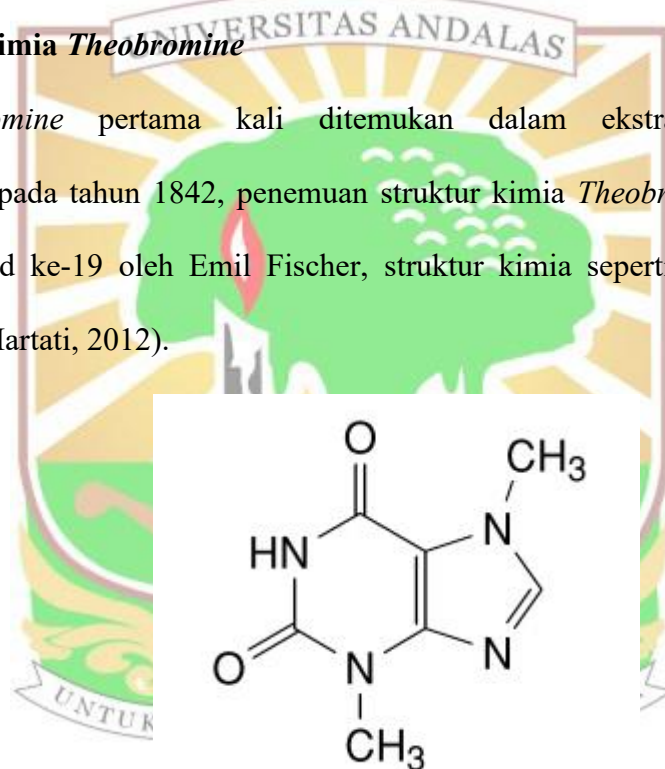 UNIVERSITAS ANDALAS
imia Theobromine
omine pertama kali ditemukan dalam ekstr
pada tahun 1842, penemuan struktur kimia Theobr
d ke-19 oleh Emil Fischer, struktur kimia sepert
artati, 2012).
O
CH3
HN
N
O
N
N
CH3
UNTUK